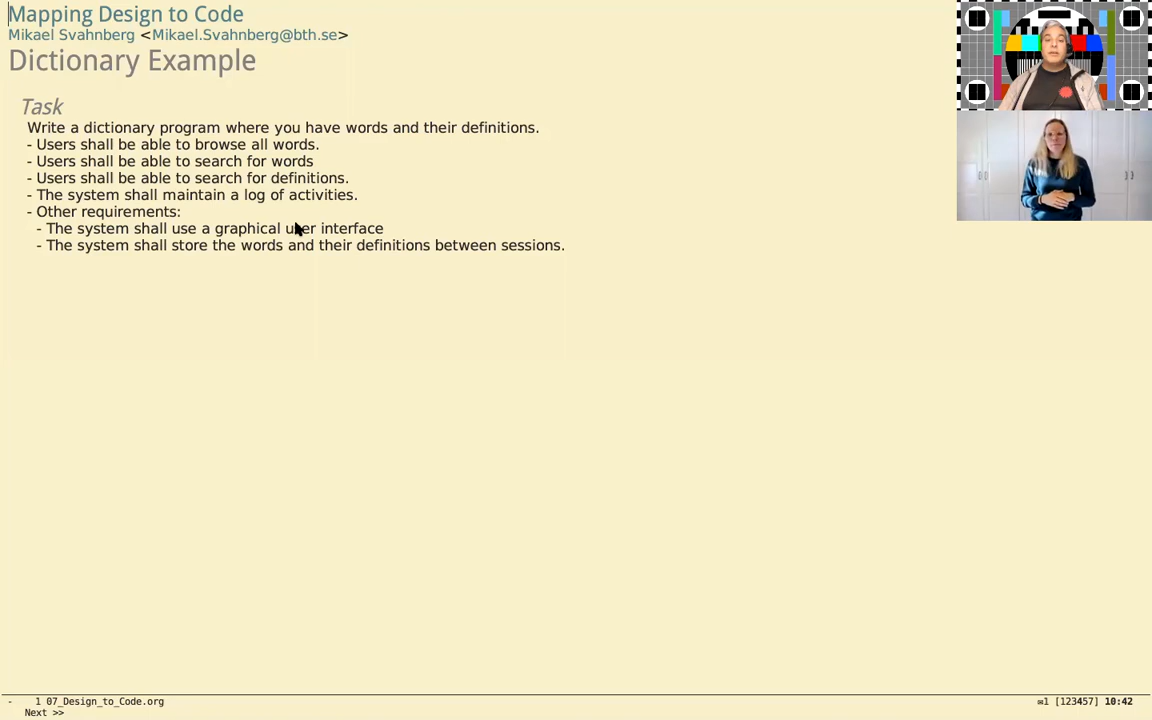 Mapping Design to Code
Mikael Svahnberg <Mikael.Svahnberg@bth.se>
Dictionary Example
Task
Write a dictionary program where you have words and their definitions.
- Users shall be able to browse all words.
- Users shall be able to search for words
- Users shall be able to search for definitions.
- The system shall maintain a log of activities.
- Other requirements:
- The system shall use a graphical user interface
- The system shall store the words and their definitions between sessions.
- 1 07_Design_to_Code.org
✉1 [123457] 10:42
Next >>